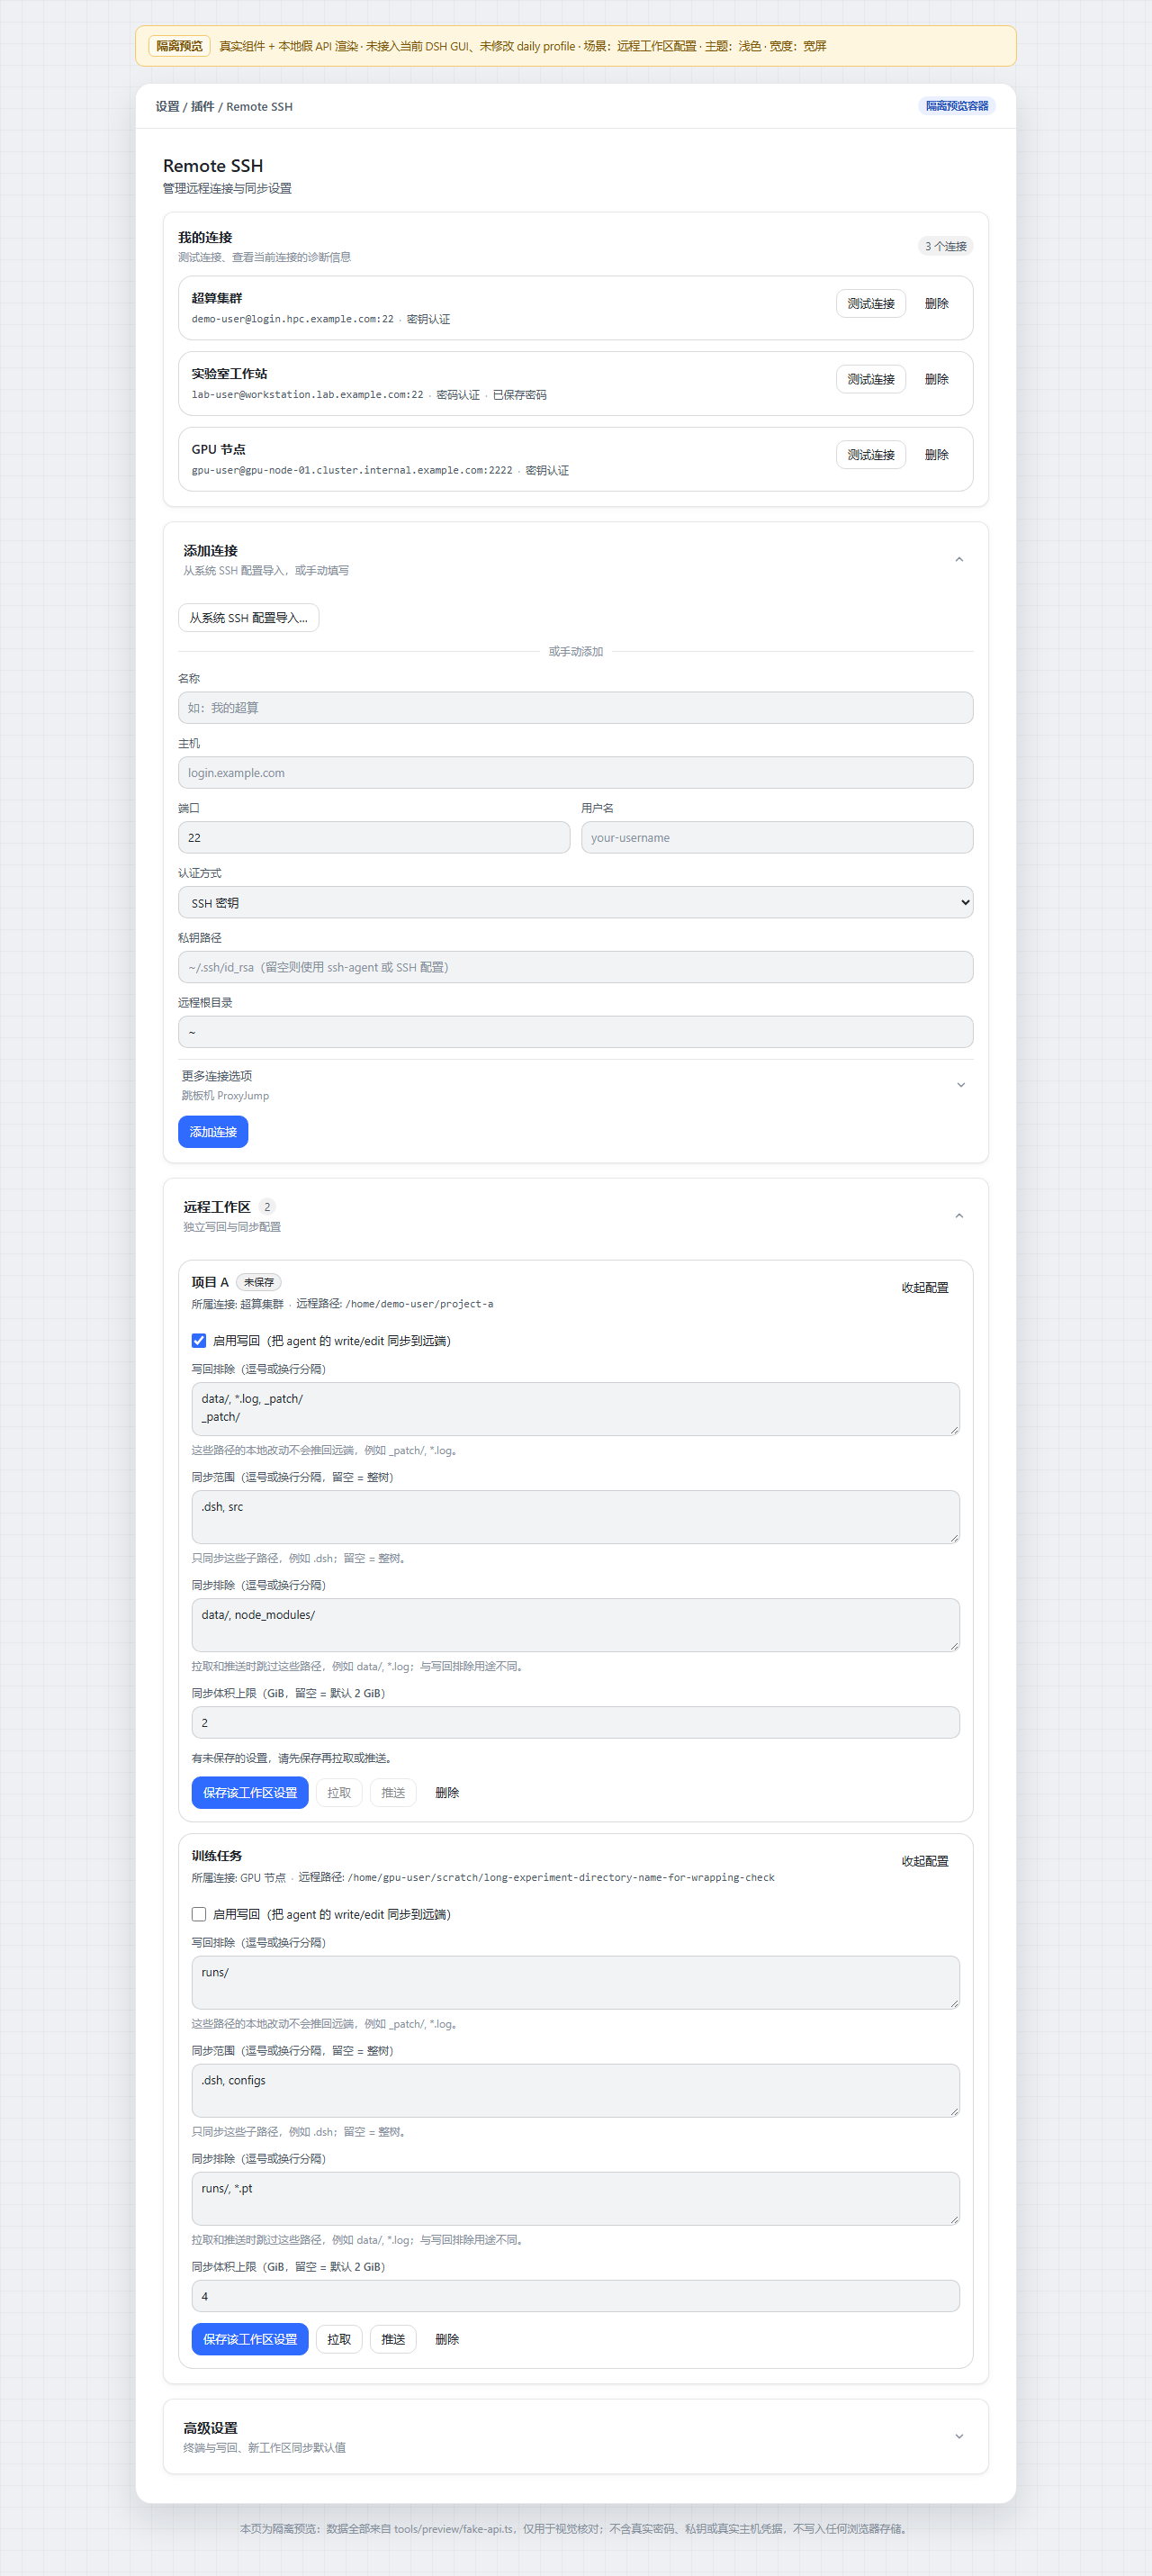 隔离预览 真实组件 + 本地假 API 渲染 · 未接入当前 DSH GUI、未修改 daily profile · 场景：远程工作区配置 · 主题：浅色 · 宽度：宽屏
设置 / 插件 / Remote SSH
隔离预览容器
Remote SSH
管理远程连接与同步设置
我的连接
测试连接、查看当前连接的诊断信息
3 个连接
超算集群
demo-user@login.hpc.example.com:22 · 密钥认证
测试连接 删除
实验室工作站
lab-user@workstation.lab.example.com:22 · 密码认证 · 已保存密码
测试连接 删除
GPU 节点
gpu-user@gpu-node-01.cluster.internal.example.com:2222 · 密钥认证
测试连接 删除
添加连接
从系统 SSH 配置导入，或手动填写
从系统 SSH 配置导入...
或手动添加
名称
如：我的超算
主机
login.example.com
端口 用户名
22 your-username
认证方式
SSH 密钥
私钥路径
~/.ssh/id_rsa（留空则使用 ssh-agent 或 SSH 配置）
远程根目录
~
更多连接选项
跳板机 ProxyJump
添加连接
远程工作区 2
独立写回与同步配置
项目 A 未保存
所属连接: 超算集群 · 远程路径: /home/demo-user/project-a
收起配置
启用写回（把 agent 的 write/edit 同步到远端）
写回排除（逗号或换行分隔）
data/, *.log, _patch/
_patch/
这些路径的本地改动不会推回远端，例如 _patch/, *.log。
同步范围（逗号或换行分隔，留空 = 整树）
.dsh, src
只同步这些子路径，例如 .dsh；留空 = 整树。
同步排除（逗号或换行分隔）
data/, node_modules/
拉取和推送时跳过这些路径，例如 data/, *.log；与写回排除用途不同。
同步体积上限（GiB，留空 = 默认 2 GiB）
2
有未保存的设置，请先保存再拉取或推送。
保存该工作区设置 拉取 推送 删除
训练任务
所属连接: GPU 节点 · 远程路径: /home/gpu-user/scratch/long-experiment-directory-name-for-wrapping-check
收起配置
启用写回（把 agent 的 write/edit 同步到远端）
写回排除（逗号或换行分隔）
runs/
这些路径的本地改动不会推回远端，例如 _patch/, *.log。
同步范围（逗号或换行分隔，留空 = 整树）
.dsh, configs
只同步这些子路径，例如 .dsh；留空 = 整树。
同步排除（逗号或换行分隔）
runs/, *.pt
拉取和推送时跳过这些路径，例如 data/, *.log；与写回排除用途不同。
同步体积上限（GiB，留空 = 默认 2 GiB）
4
保存该工作区设置 拉取 推送 删除
高级设置
终端与写回、新工作区同步默认值
本页为隔离预览：数据全部来自 tools/preview/fake-api.ts，仅用于视觉核对；不含真实密码、私钥或真实主机凭据，不写入任何浏览器存储。